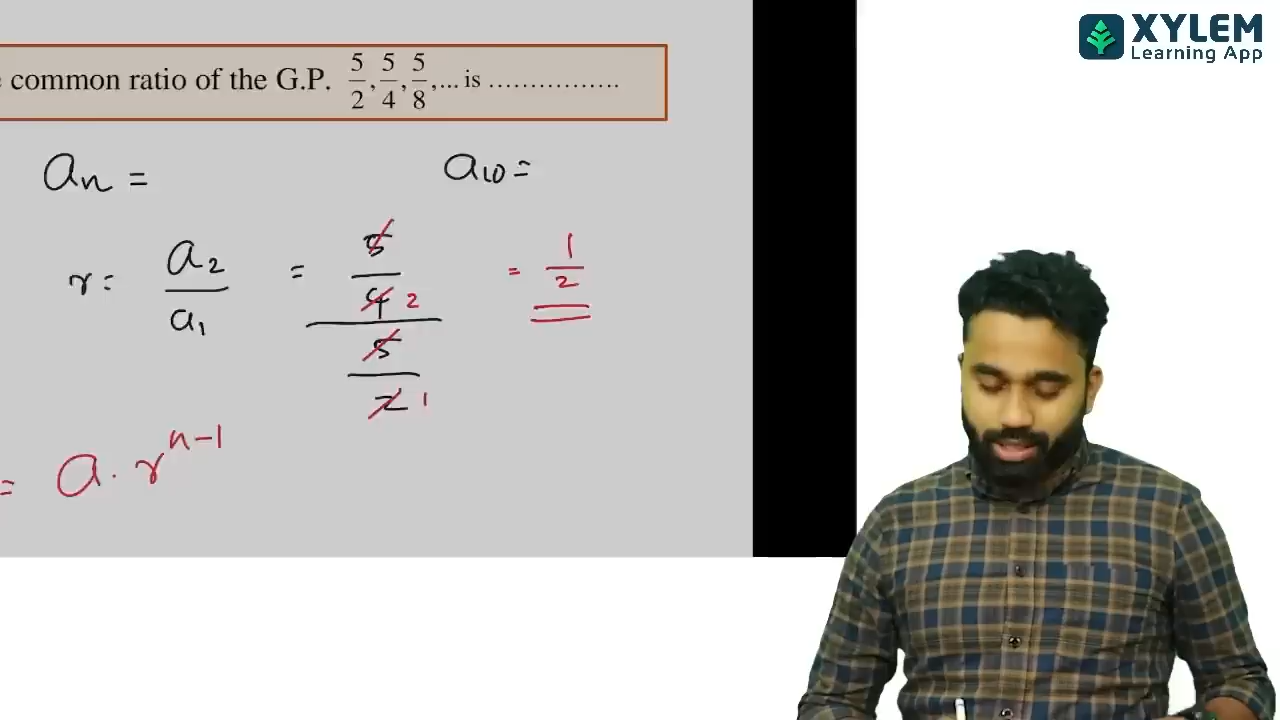 XYLEM
Learning App
common ratio of the G.P. 5/2, 5/4, 5/8, ... is ................
aₙ =
a₁₀ =
r = a₂/a₁ = (5/4)/(5/2) = 1/2
2
1
= a · r^(n-1)